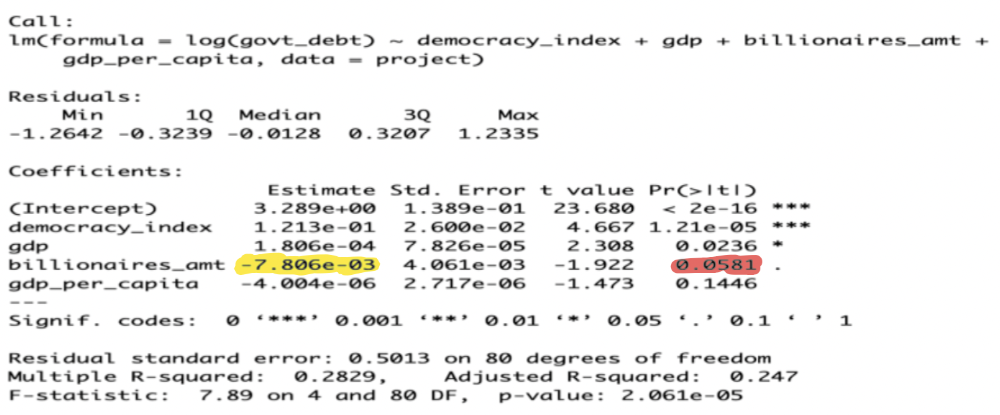 Call:
lm(formula = log(govt_debt) ~ democracy_index + gdp + billionaires_amt +
    gdp_per_capita, data = project)

Residuals:
    Min      1Q  Median      3Q     Max
-1.2642 -0.3239 -0.0128  0.3207  1.2335

Coefficients:
                   Estimate Std. Error t value Pr(>|t|)
(Intercept)       3.289e+00  1.389e-01  23.680  < 2e-16 ***
democracy_index   1.213e-01  2.600e-02   4.667 1.21e-05 ***
gdp               1.806e-04  7.826e-05   2.308   0.0236 *
billionaires_amt -7.806e-03  4.061e-03  -1.922   0.0581 .
gdp_per_capita   -4.004e-06  2.717e-06  -1.473   0.1446
---
Signif. codes:  0 ‘***’ 0.001 ‘**’ 0.01 ‘*’ 0.05 ‘.’ 0.1 ‘ ’ 1

Residual standard error: 0.5013 on 80 degrees of freedom
Multiple R-squared:  0.2829,    Adjusted R-squared:  0.247
F-statistic:  7.89 on 4 and 80 DF,  p-value: 2.061e-05